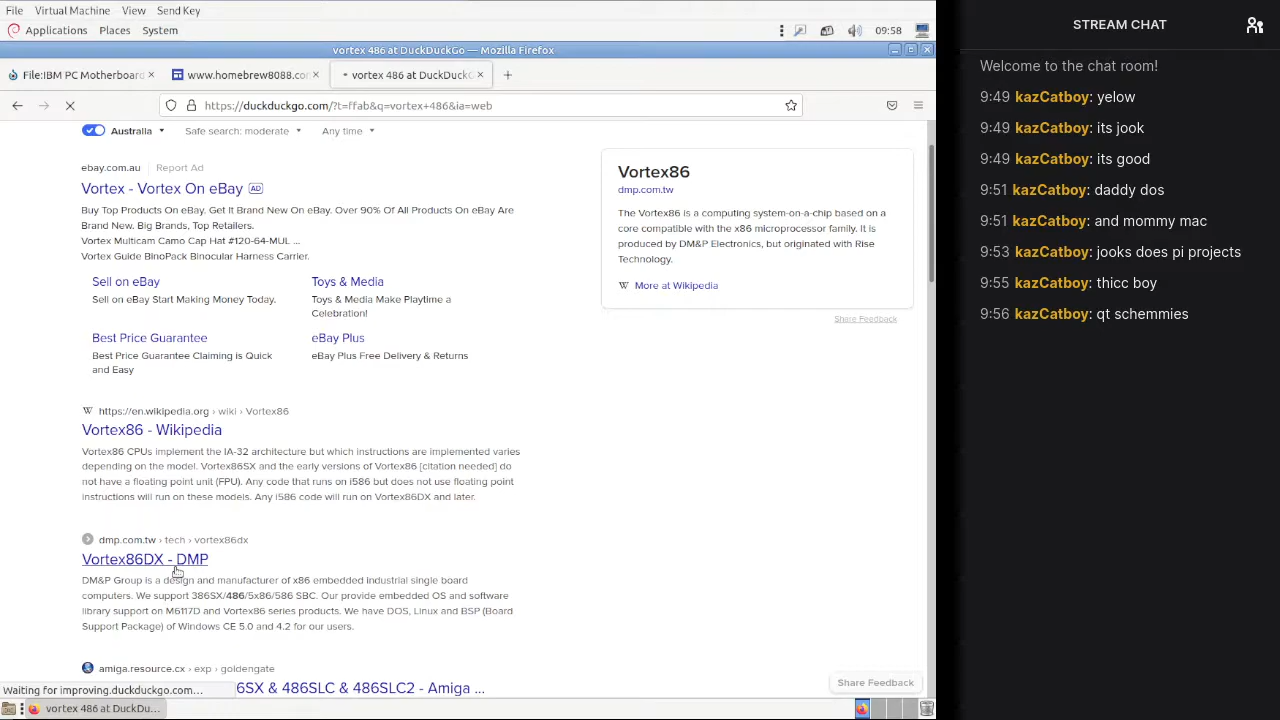 File Virtual Machine View Send Key
Applications Places System 09:58
vortex 486 at DuckDuckGo — Mozilla Firefox
File:IBM PC Motherboard www.homebrew8088.co vortex 486 at DuckDuckG
https://duckduckgo.com/?t=ffab&q=vortex+486&ia=web
Australia Safe search: moderate Any time
ebay.com.au Report Ad
Vortex - Vortex On eBay AD
Buy Top Products On eBay. Get It Brand New On eBay. Over 90% Of All Products On eBay Are
Brand New. Big Brands, Top Retailers.
Vortex Multicam Camo Cap Hat #120-64-MUL ...
Vortex Guide BinoPack Binocular Harness Carrier.
Sell on eBay
Sell on eBay Start Making Money Today.
Toys & Media
Toys & Media Make Playtime a
Celebration!
Best Price Guarantee
Best Price Guarantee Claiming is Quick
and Easy
eBay Plus
eBay Plus Free Delivery & Returns
https://en.wikipedia.org › wiki › Vortex86
Vortex86 - Wikipedia
Vortex86 CPUs implement the IA-32 architecture but which instructions are implemented varies
depending on the model. Vortex86SX and the early versions of Vortex86 [citation needed] do
not have a floating point unit (FPU). Any code that runs on i586 but does not use floating point
instructions will run on these models. Any i586 code will run on Vortex86DX and later.
dmp.com.tw › tech › vortex86dx
Vortex86DX - DMP
DM&P Group is a design and manufacturer of x86 embedded industrial single board
computers. We support 386SX/486/5x86/586 SBC. Our provide embedded OS and software
library support on M6117D and Vortex86 series products. We have DOS, Linux and BSP (Board
Support Package) of Windows CE 5.0 and 4.2 for our users.
amiga.resource.cx › exp › goldengate
6SX & 486SLC & 486SLC2 - Amiga ...
Vortex86
dmp.com.tw
The Vortex86 is a computing system-on-a-chip based on a
core compatible with the x86 microprocessor family. It is
produced by DM&P Electronics, but originated with Rise
Technology.
W More at Wikipedia
Share Feedback
Share Feedback
Waiting for improving.duckduckgo.com...
vortex 486 at DuckDu...
STREAM CHAT
Welcome to the chat room!
9:49 kazCatboy: yelow
9:49 kazCatboy: its jook
9:49 kazCatboy: its good
9:51 kazCatboy: daddy dos
9:51 kazCatboy: and mommy mac
9:53 kazCatboy: jooks does pi projects
9:55 kazCatboy: thicc boy
9:56 kazCatboy: qt schemmies